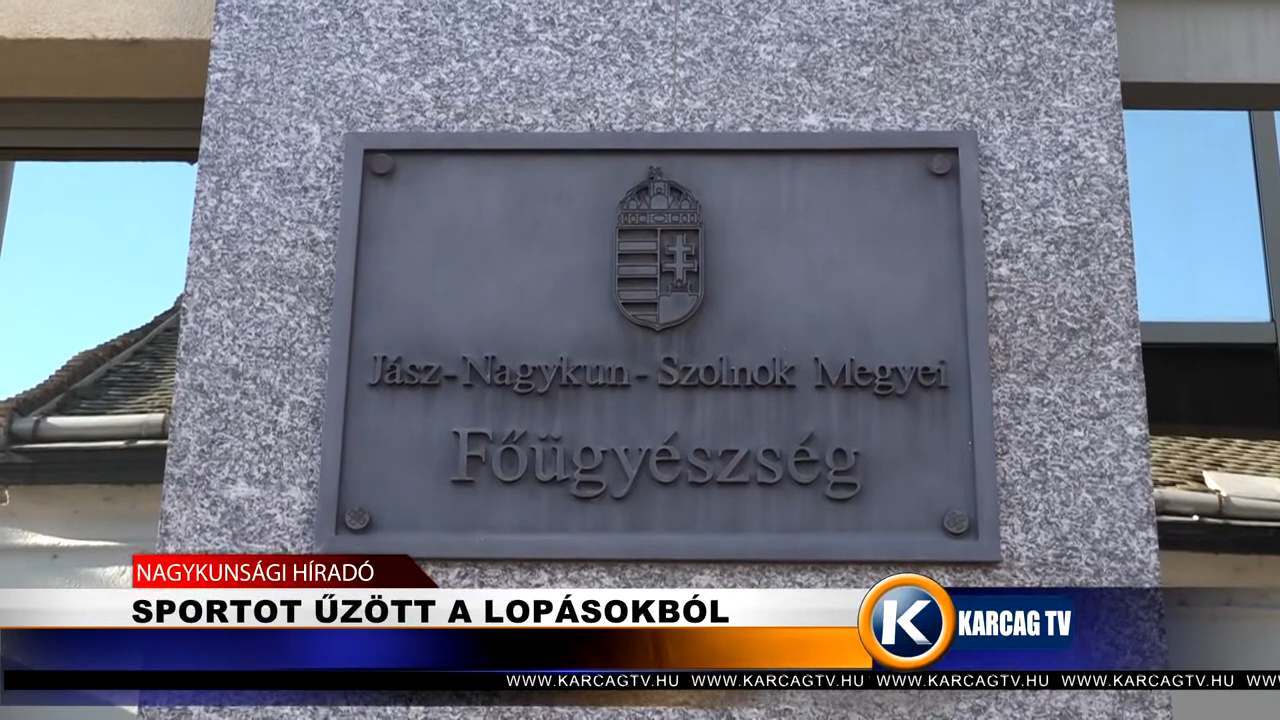 Jász-Nagykun-Szolnok Megyei
Főügyészség
NAGYKUNSÁGI HÍRADÓ
SPORTOT ŰZÖTT A LOPÁSOKBÓL
K KARCAG TV
WWW.KARCAGTV.HU WWW.KARCAGTV.HU WWW.KARCAGTV.HU WWW.KARCAGTV.HU